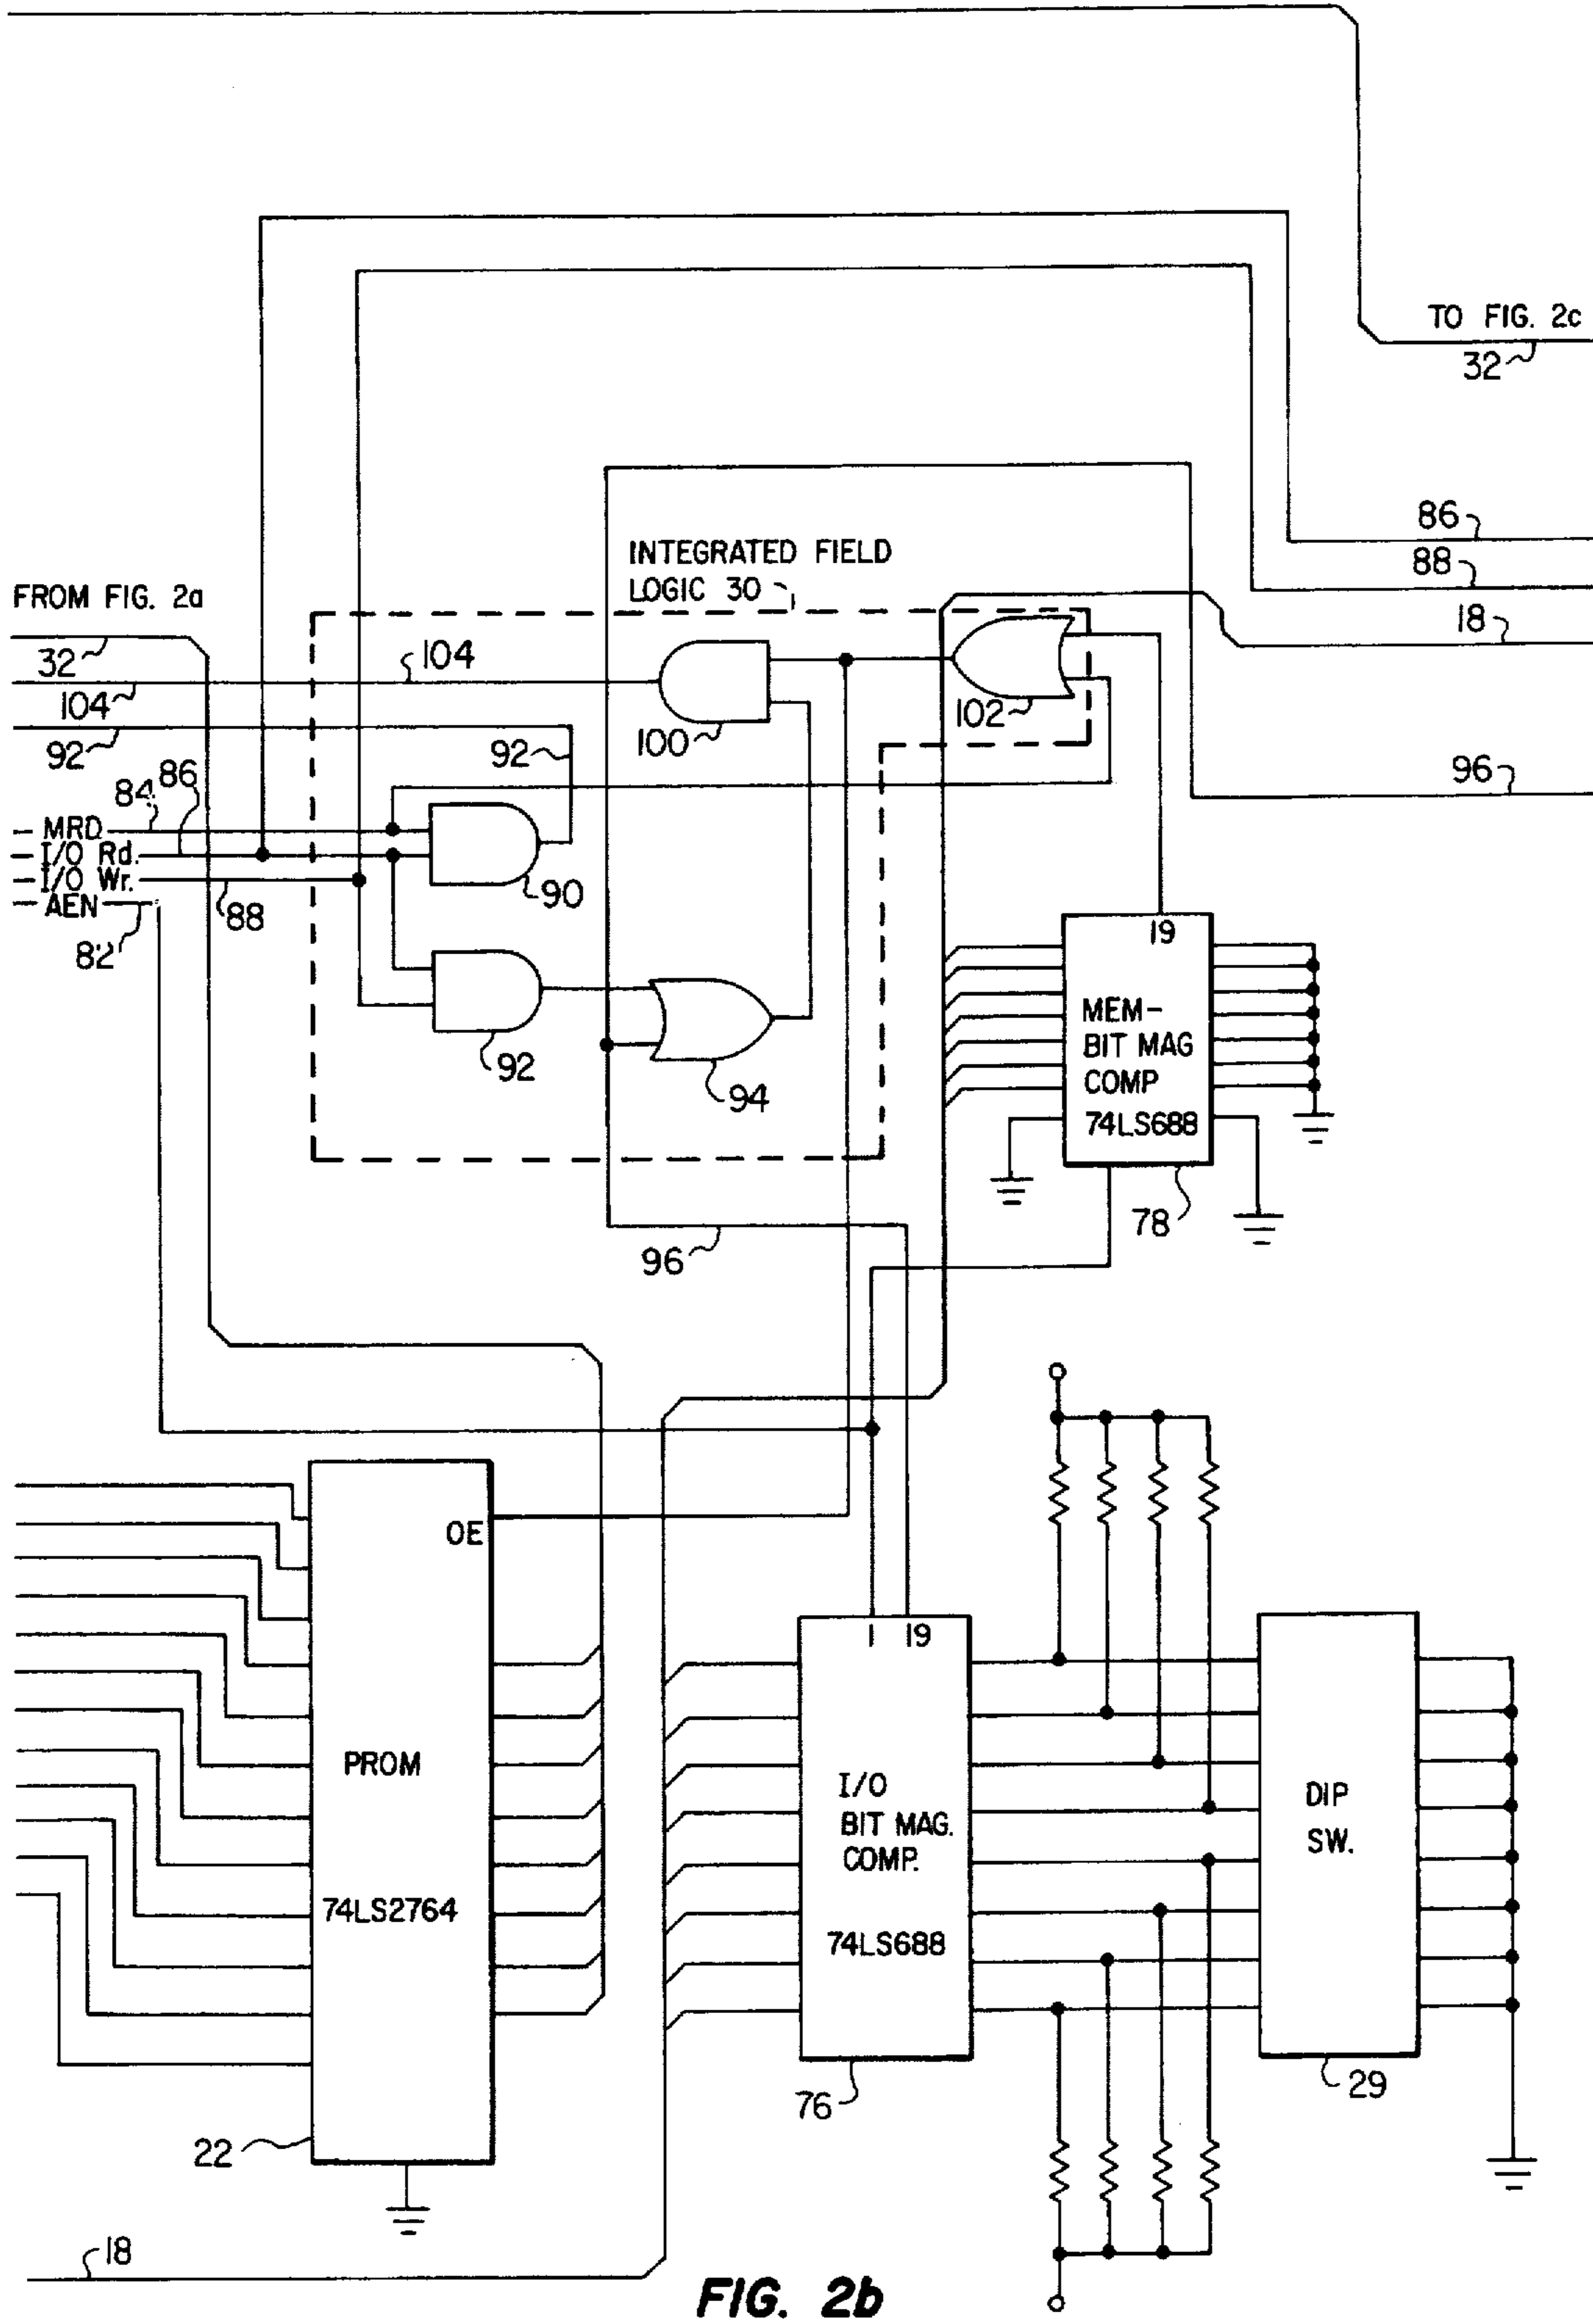 TO FIG. 2c
32
86
INTEGRATED FIELD
LOGIC 30
88
FROM FIG. 2a
18
32
104
104
102
100
92
92
86
84
96
MRD
I/O Rd.
I/O Wr.
90
AEN
88
82
19
MEM-
BIT MAG
COMP
92
94
74LS688
78
96
OE
1 19
PROM
I/O
BIT MAG.
COMP.
DIP
SW.
74LS2764
74LS688
29
76
22
18
FIG. 2b